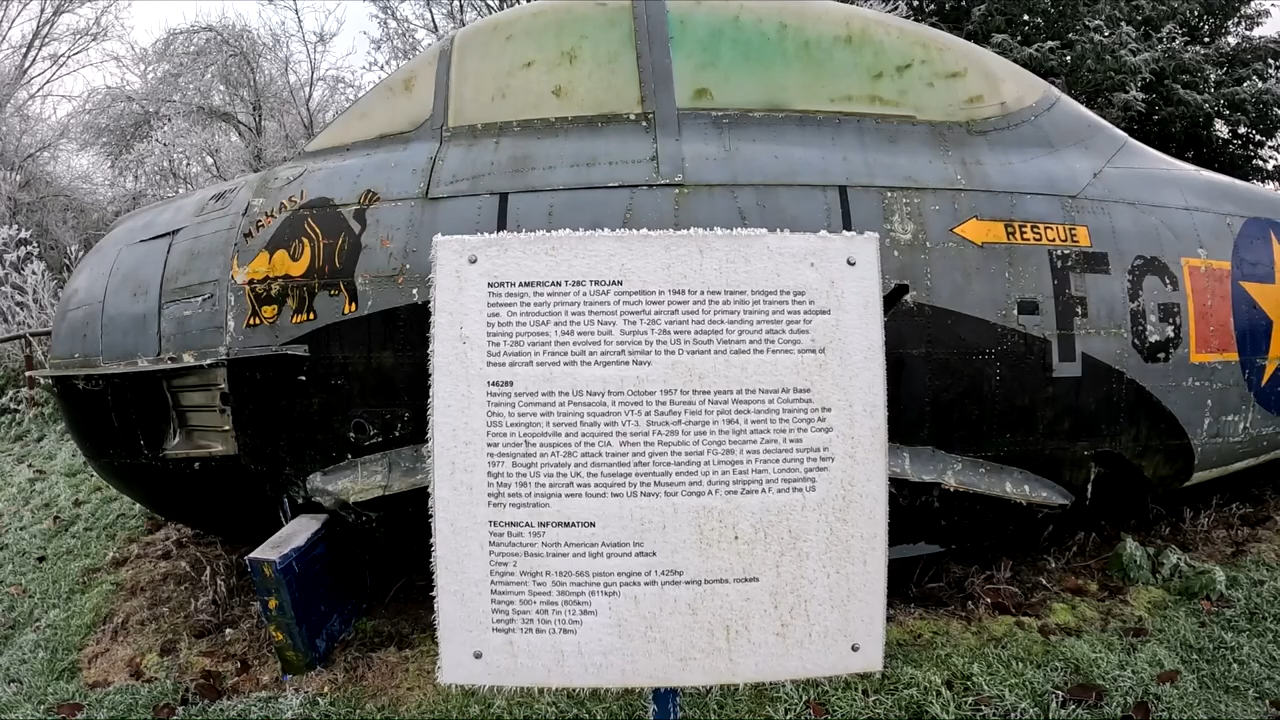 MAKASI
RESCUE
FG
NORTH AMERICAN T-28C TROJAN
This design, the winner of a USAF competition in 1948 for a new trainer, bridged the gap
between the early primary trainers of much lower power and the ab initio jet trainers then in
use. On introduction it was themost powerful aircraft used for primary training and was adopted
by both the USAF and the US Navy. The T-28C variant had deck-landing arrester gear for
training purposes; 1,948 were built. Surplus T-28s were adapted for ground attack duties.
The T-28D variant then evolved for service by the US in South Vietnam and the Congo.
Sud Aviation in France built an aircraft similar to the D variant and called the Fennec; some of
these aircraft served with the Argentine Navy.
146289
Having served with the US Navy from October 1957 for three years at the Naval Air Base
Training Command at Pensacola, it moved to the Bureau of Naval Weapons at Columbus,
Ohio, to serve with training squadron VT-5 at Saufley Field for pilot deck-landing training on the
USS Lexington; it served finally with VT-3. Struck-off-charge in 1964, it went to the Congo Air
Force in Leopoldville and acquired the serial FA-289 for use in the light attack role in the Congo
war under the auspices of the CIA. When the Republic of Congo became Zaire, it was
re-designated an AT-28C attack trainer and given the serial FG-289; it was declared surplus in
1977. Bought privately and dismantled after force-landing at Limoges in France during the ferry
flight to the US via the UK, the fuselage eventually ended up in an East Ham, London, garden.
In May 1981 the aircraft was acquired by the Museum and, during stripping and repainting,
eight sets of insignia were found: two US Navy; four Congo A F; one Zaire A F, and the US
Ferry registration.
TECHNICAL INFORMATION
Year Built: 1957
Manufacturer: North American Aviation Inc
Purpose: Basic trainer and light ground attack
Crew: 2
Engine: Wright R-1820-56S piston engine of 1,425hp
Armament: Two .50in machine gun packs with under-wing bombs, rockets
Maximum Speed: 380mph (611kph)
Range: 500+ miles (805km)
Wing Span: 40ft 7in (12.38m)
Length: 32ft 10in (10.0m)
Height: 12ft 8in (3.78m)